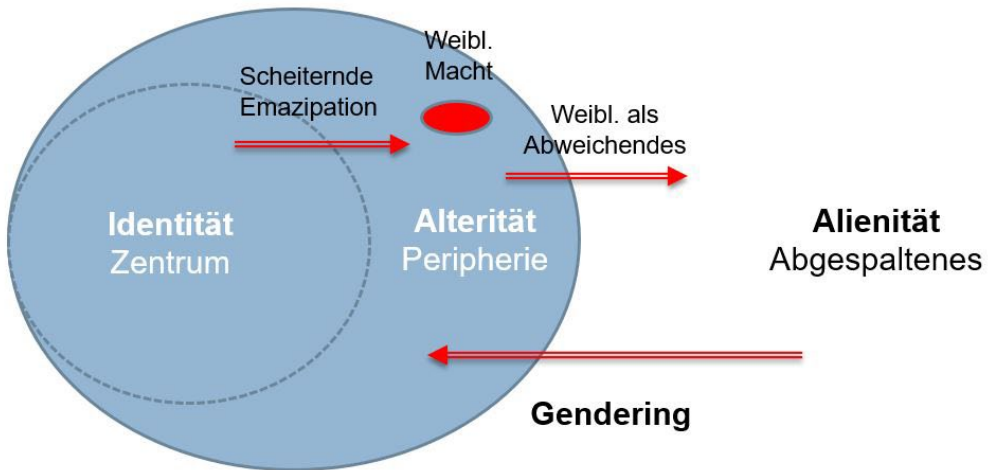 Weibl.
Macht
Scheiternde
Emazipation
Weibl. als
Abweichendes
Identität
Zentrum
Alterität
Peripherie
Alienität
Abgespaltenes
Gendering